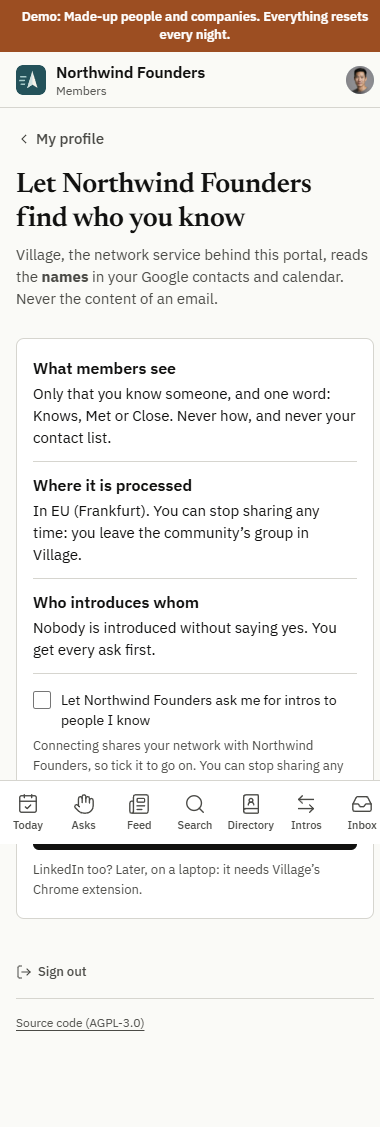 Demo: Made-up people and companies. Everything resets
every night.
Northwind Founders
Members
My profile
Let Northwind Founders
find who you know
Village, the network service behind this portal, reads
the names in your Google contacts and calendar.
Never the content of an email.
What members see
Only that you know someone, and one word:
Knows, Met or Close. Never how, and never your
contact list.
Where it is processed
In EU (Frankfurt). You can stop sharing any
time: you leave the community’s group in
Village.
Who introduces whom
Nobody is introduced without saying yes. You
get every ask first.
Let Northwind Founders ask me for intros to
people I know
Connecting shares your network with Northwind
Founders, so tick it to go on. You can stop sharing any
Today
Asks
Feed
Search
Directory
Intros
Inbox
LinkedIn too? Later, on a laptop: it needs Village’s
Chrome extension.
Sign out
Source code (AGPL-3.0)